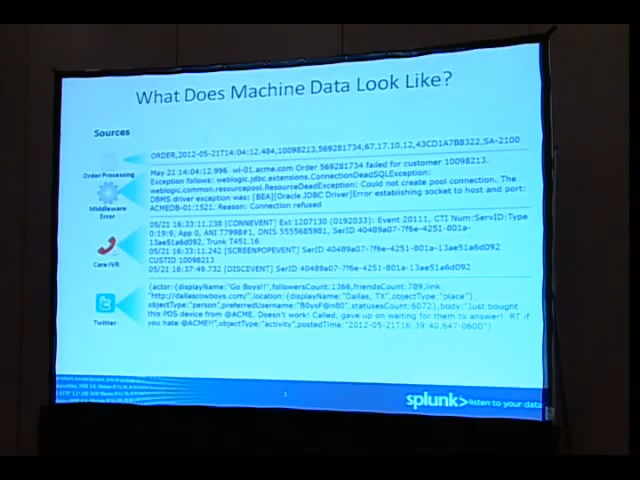 What Does Machine Data Look Like?
Sources
ORDER,2012-05-21T14:04:12.484,10098213,569281734,67.17.10.12,43CD1A7B8322,SA-2100
Order Processing
May 21 14:04:12.996 wl-01.acme.com Order 569281734 failed for customer 10098213.
Exception follows: weblogic.jdbc.extensions.ConnectionDeadSQLException:
weblogic.common.resourcepool.ResourceDeadException: Could not create pool connection. The
DBMS driver exception was: [BEA][Oracle JDBC Driver]Error establishing socket to host and port:
ACMEDB-01:1521. Reason: Connection refused
Middleware
Error
05/21 16:33:11.238 [CONNEVENT] Ext 1207130 (0192033): Event 20111, CTI Num:ServID:Type
0:19:9, App 0, ANI T7998#1, DNIS 5555685981, SerID 40489a07-7f6e-4251-801a-
13ae51a6d092, Trunk T451.16
05/21 16:33:11.242 [SCREENPOPEVENT] SerID 40489a07-7f6e-4251-801a-13ae51a6d092
CUSTID 10098213
05/21 16:37:49.732 [DISCEVENT] SerID 40489a07-7f6e-4251-801a-13ae51a6d092
Care IVR
{actor:{displayName:"Go Boys!!",followersCount:1366,friendsCount:789,link:
"http://dallascowboys.com/",location:{displayName:"Dallas, TX",objectType:"place"},
objectType:"person",preferredUsername:"B0ysF@n80",statusesCount:6072},body:"Just bought
this POS device from @ACME. Doesn't work! Called, gave up on waiting for them to answer! RT if
you hate @ACME!!",objectType:"activity",postedTime:"2012-05-21T16:39:40.647-0600"}
Twitter
splunk> listen to your data